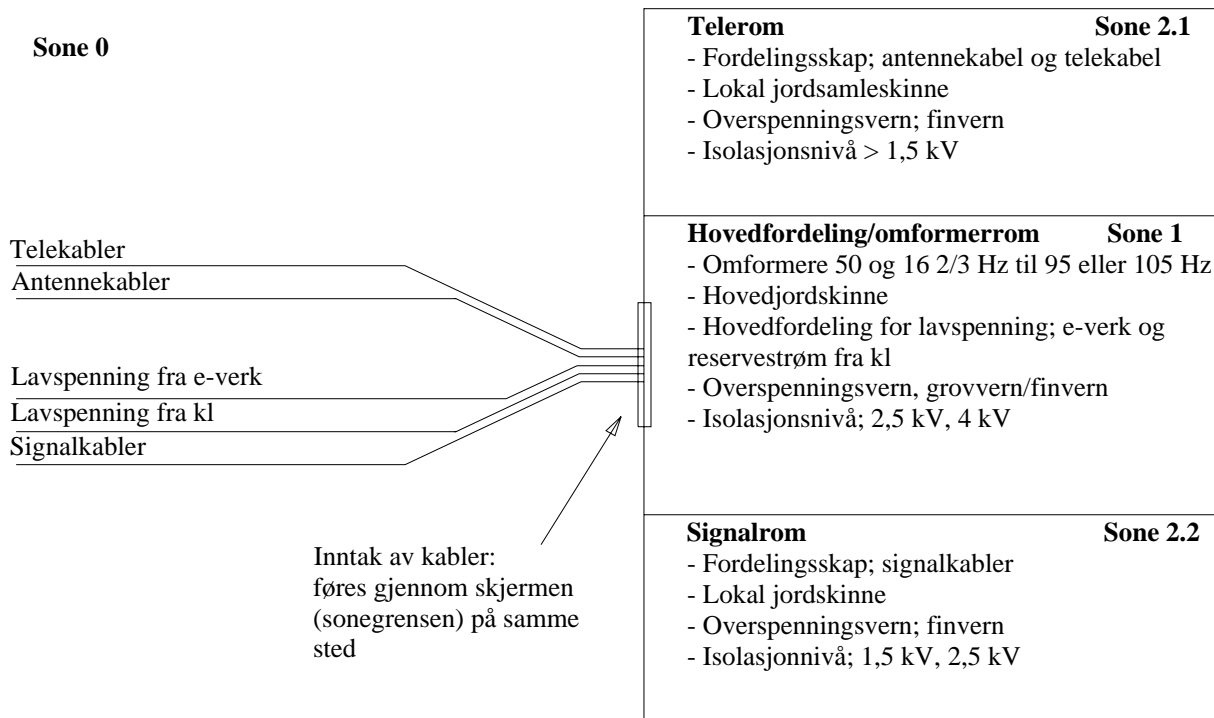 Sone 0
Telerom Sone 2.1
- Fordelingsskap; antennekabel og telekabel
- Lokal jordsamleskinne
- Overspenningsvern; finvern
- Isolasjonsnivå > 1,5 kV
Telekabler
Antennekabler
Lavspenning fra e-verk
Lavspenning fra kl
Signalkabler
Inntak av kabler:
føres gjennom skjermen
(sonegrensen) på samme
sted
Hovedfordeling/omformerrom Sone 1
- Omformere 50 og 16 2/3 Hz til 95 eller 105 Hz
- Hovedjordskinne
- Hovedfordeling for lavspenning; e-verk og
reservestrøm fra kl
- Overspenningsvern, grovvern/finvern
- Isolasjonsnivå; 2,5 kV, 4 kV
Signalrom Sone 2.2
- Fordelingsskap; signalkabler
- Lokal jordskinne
- Overspenningsvern; finvern
- Isolasjonnivå; 1,5 kV, 2,5 kV